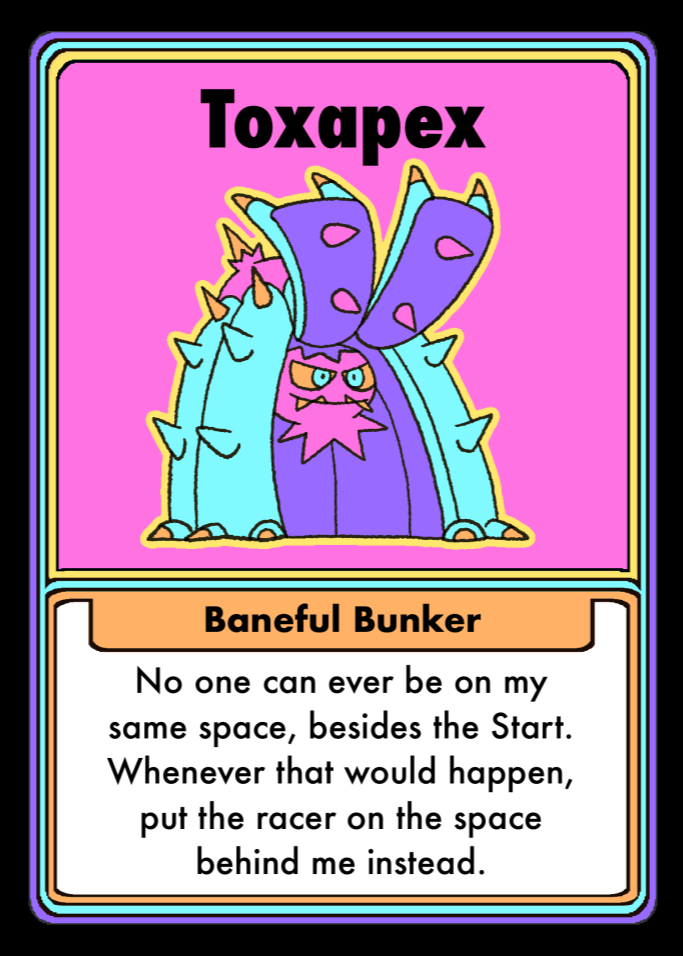 Toxapex
Baneful Bunker
No one can ever be on my
same space, besides the Start.
Whenever that would happen,
put the racer on the space
behind me instead.